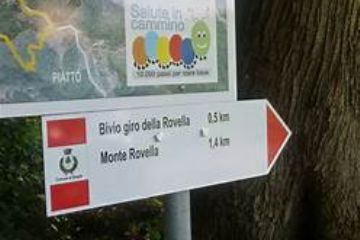 Salute in
cammino
10.000 passi per stare bene
PIATTO
Bivio giro della Rovella 0.5 km
Monte Rovella 1,4 km